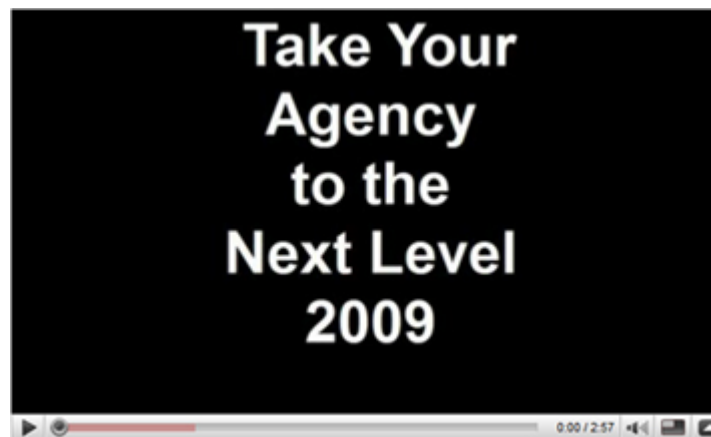 Take Your
Agency
to the
Next Level
2009
0:00 / 2:57